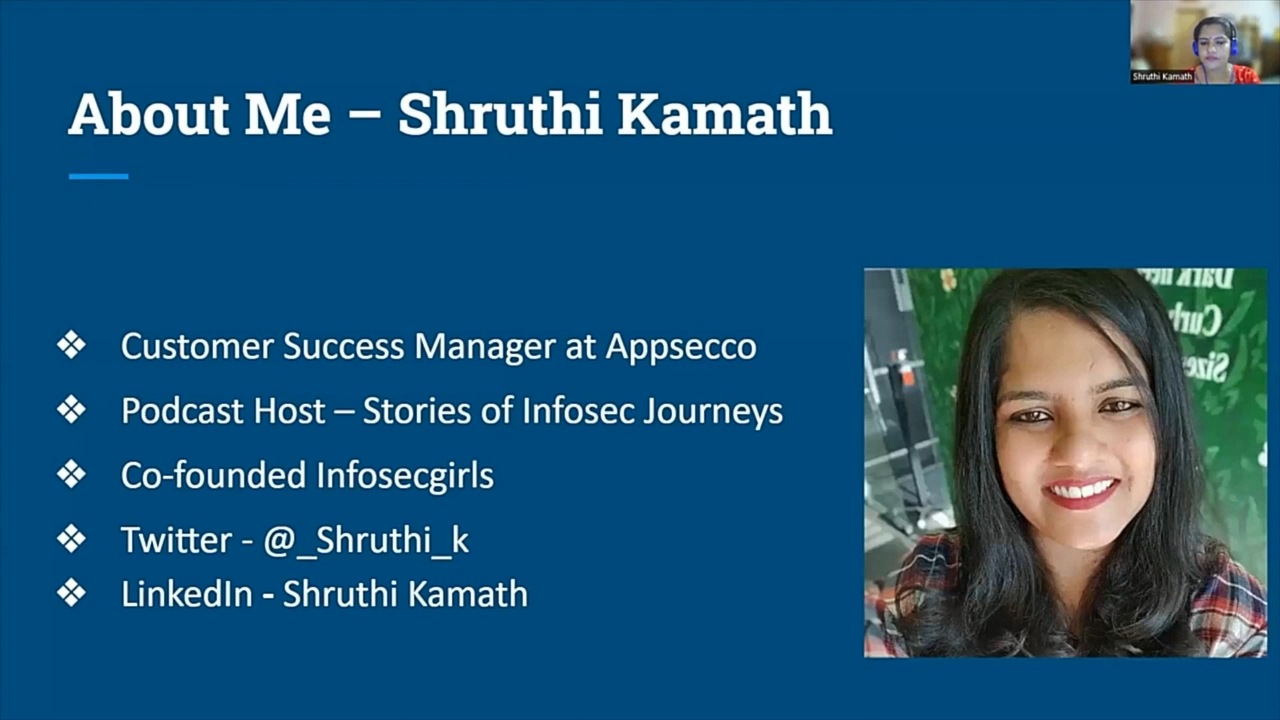 Shruthi Kamath
About Me – Shruthi Kamath
❖ Customer Success Manager at Appsecco
❖ Podcast Host – Stories of Infosec Journeys
❖ Co-founded Infosecgirls
❖ Twitter - @_Shruthi_k
❖ LinkedIn - Shruthi Kamath